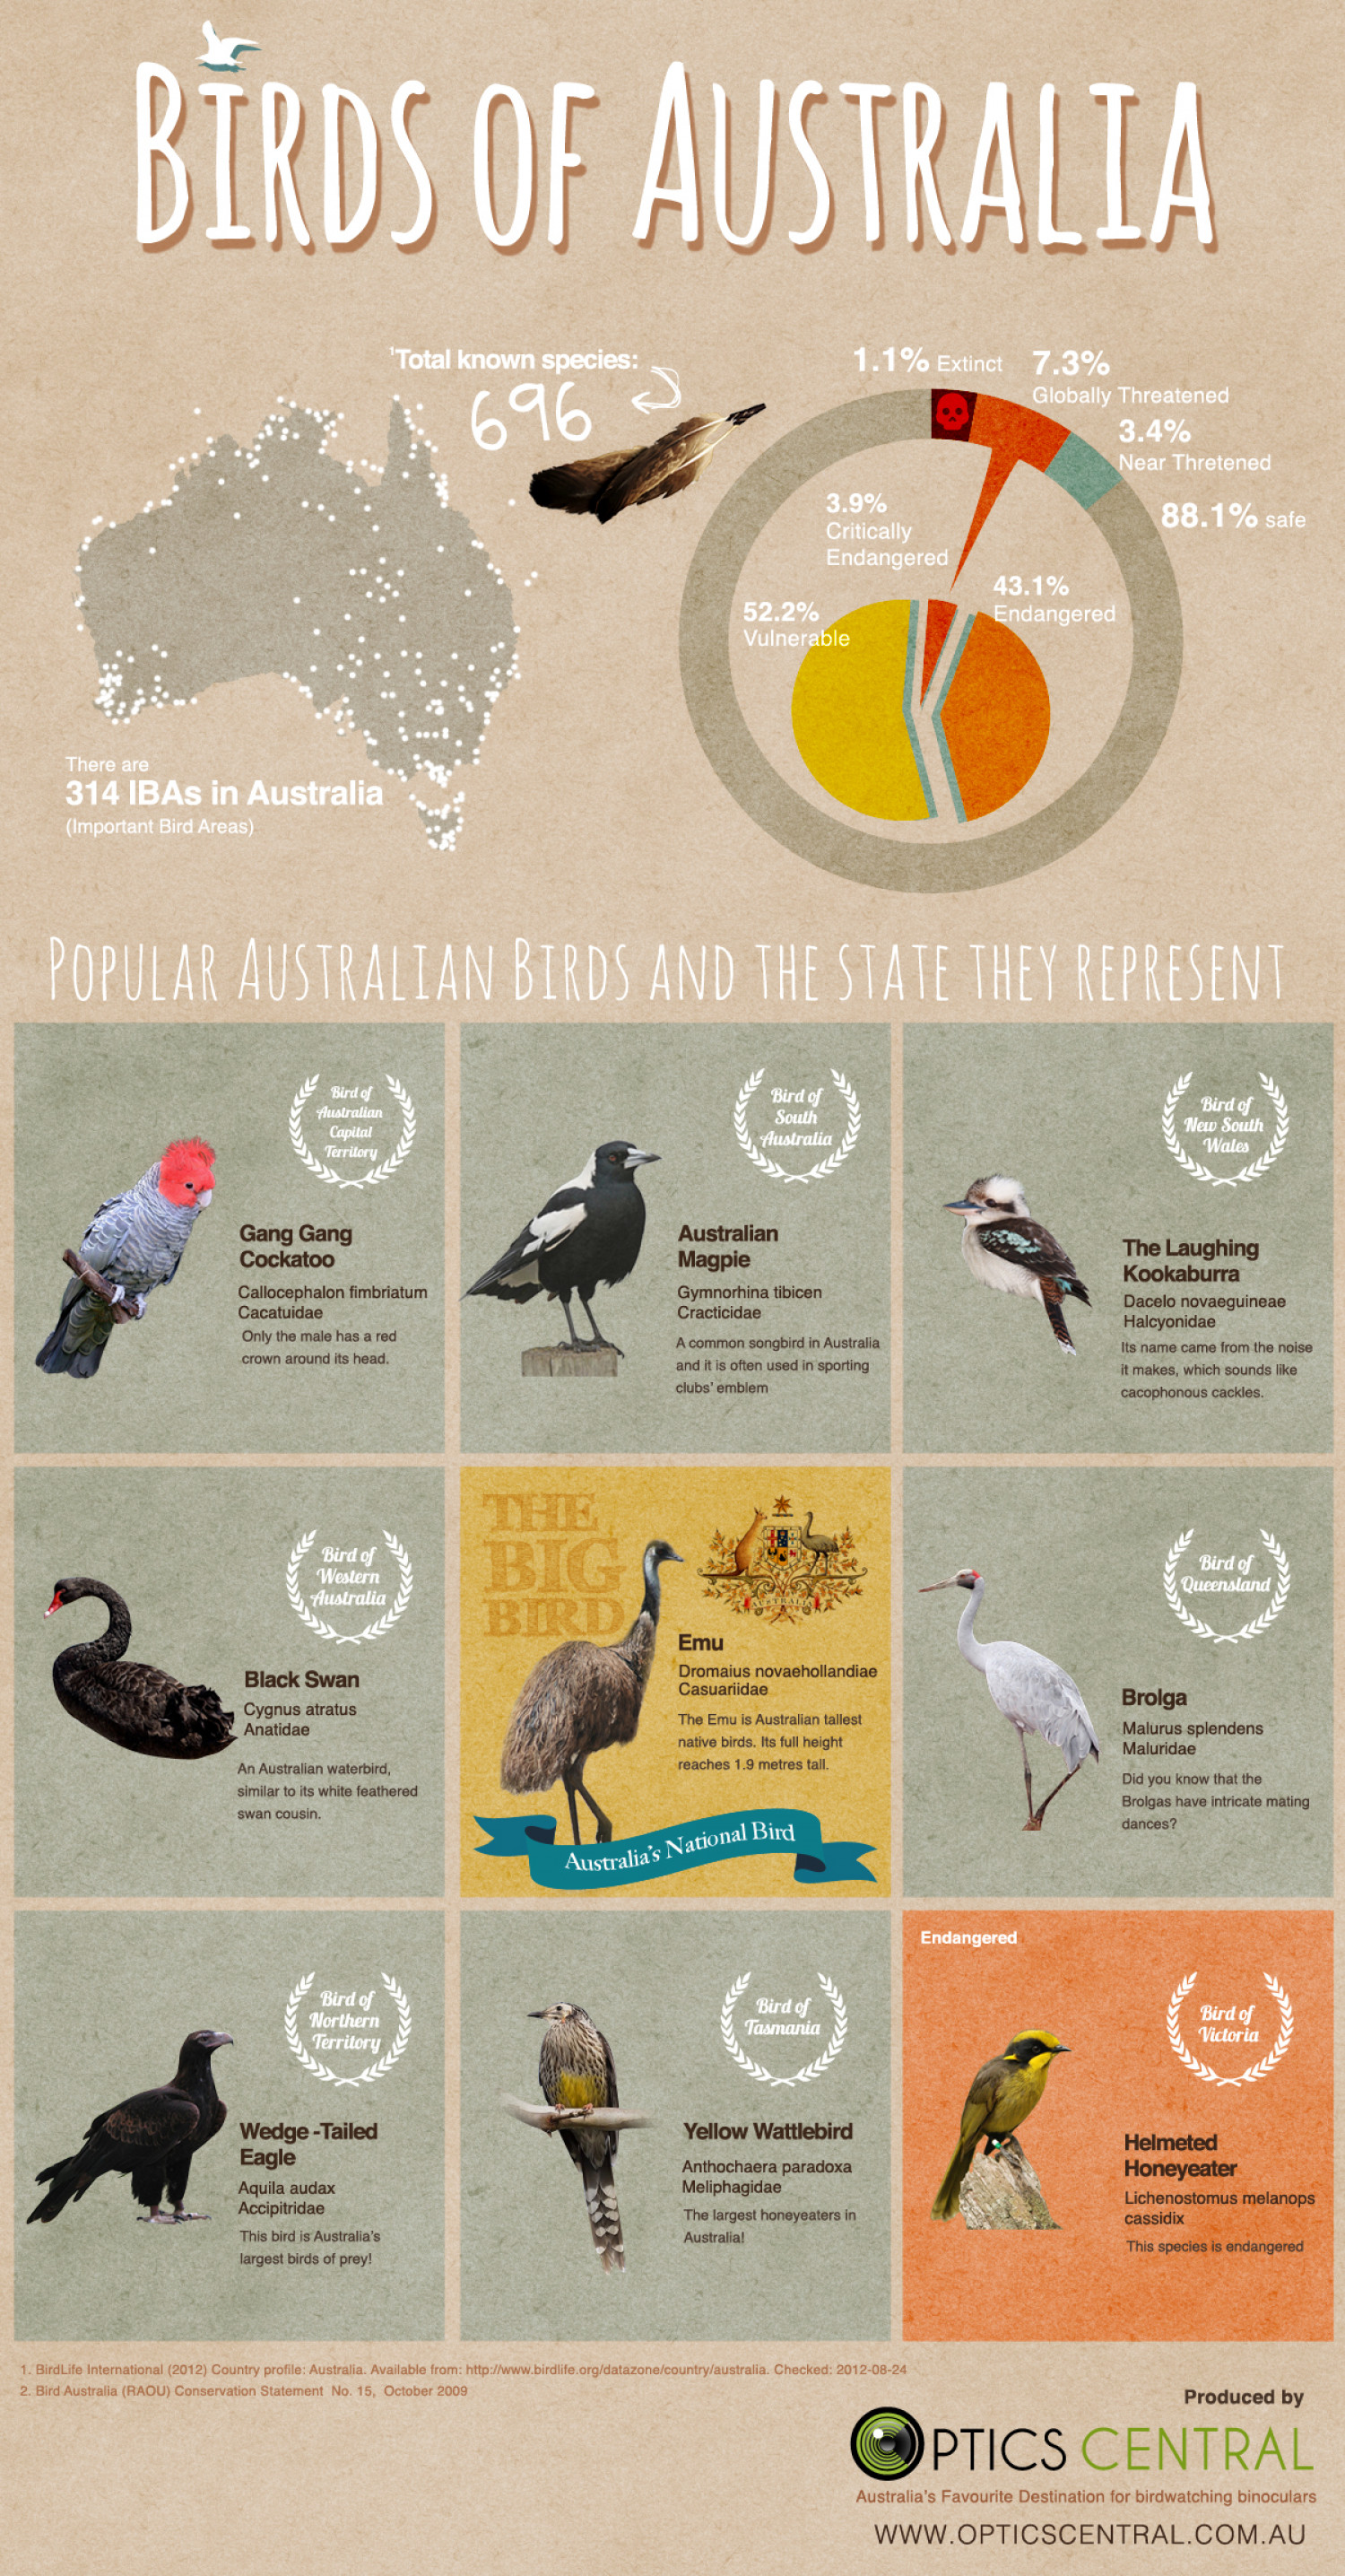 BIRDS OF AUSTRALIA
¹Total known species:
696
1.1% Extinct
7.3%
Globally Threatened
3.4%
Near Thretened
88.1% safe
3.9%
Critically
Endangered
43.1%
Endangered
52.2%
Vulnerable
There are
314 IBAs in Australia
(Important Bird Areas)
POPULAR AUSTRALIAN BIRDS AND THE STATE THEY REPRESENT
Bird of
Australian
Capital
Territory
Gang Gang
Cockatoo
Callocephalon fimbriatum
Cacatuidae
Only the male has a red
crown around its head.
Bird of
South
Australia
Australian
Magpie
Gymnorhina tibicen
Cracticidae
A common songbird in Australia
and it is often used in sporting
clubs' emblem
Bird of
New South
Wales
The Laughing
Kookaburra
Dacelo novaeguineae
Halcyonidae
Its name came from the noise
it makes, which sounds like
cacophonous cackles.
Bird of
Western
Australia
Black Swan
Cygnus atratus
Anatidae
An Australian waterbird,
similar to its white feathered
swan cousin.
THE
BIG
BIRD
AUSTRALIA
Emu
Dromaius novaehollandiae
Casuariidae
The Emu is Australian tallest
native birds. Its full height
reaches 1.9 metres tall.
Australia's National Bird
Bird of
Queensland
Brolga
Malurus splendens
Maluridae
Did you know that the
Brolgas have intricate mating
dances?
Bird of
Northern
Territory
Wedge -Tailed
Eagle
Aquila audax
Accipitridae
This bird is Australia's
largest birds of prey!
Bird of
Tasmania
Yellow Wattlebird
Anthochaera paradoxa
Meliphagidae
The largest honeyeaters in
Australia!
Endangered
Bird of
Victoria
Helmeted
Honeyeater
Lichenostomus melanops
cassidix
This species is endangered
1. BirdLife International (2012) Country profile: Australia. Available from: http://www.birdlife.org/datazone/country/australia. Checked: 2012-08-24
2. Bird Australia (RAOU) Conservation Statement No. 15, October 2009
Produced by
OPTICS CENTRAL
Australia's Favourite Destination for birdwatching binoculars
WWW.OPTICSCENTRAL.COM.AU